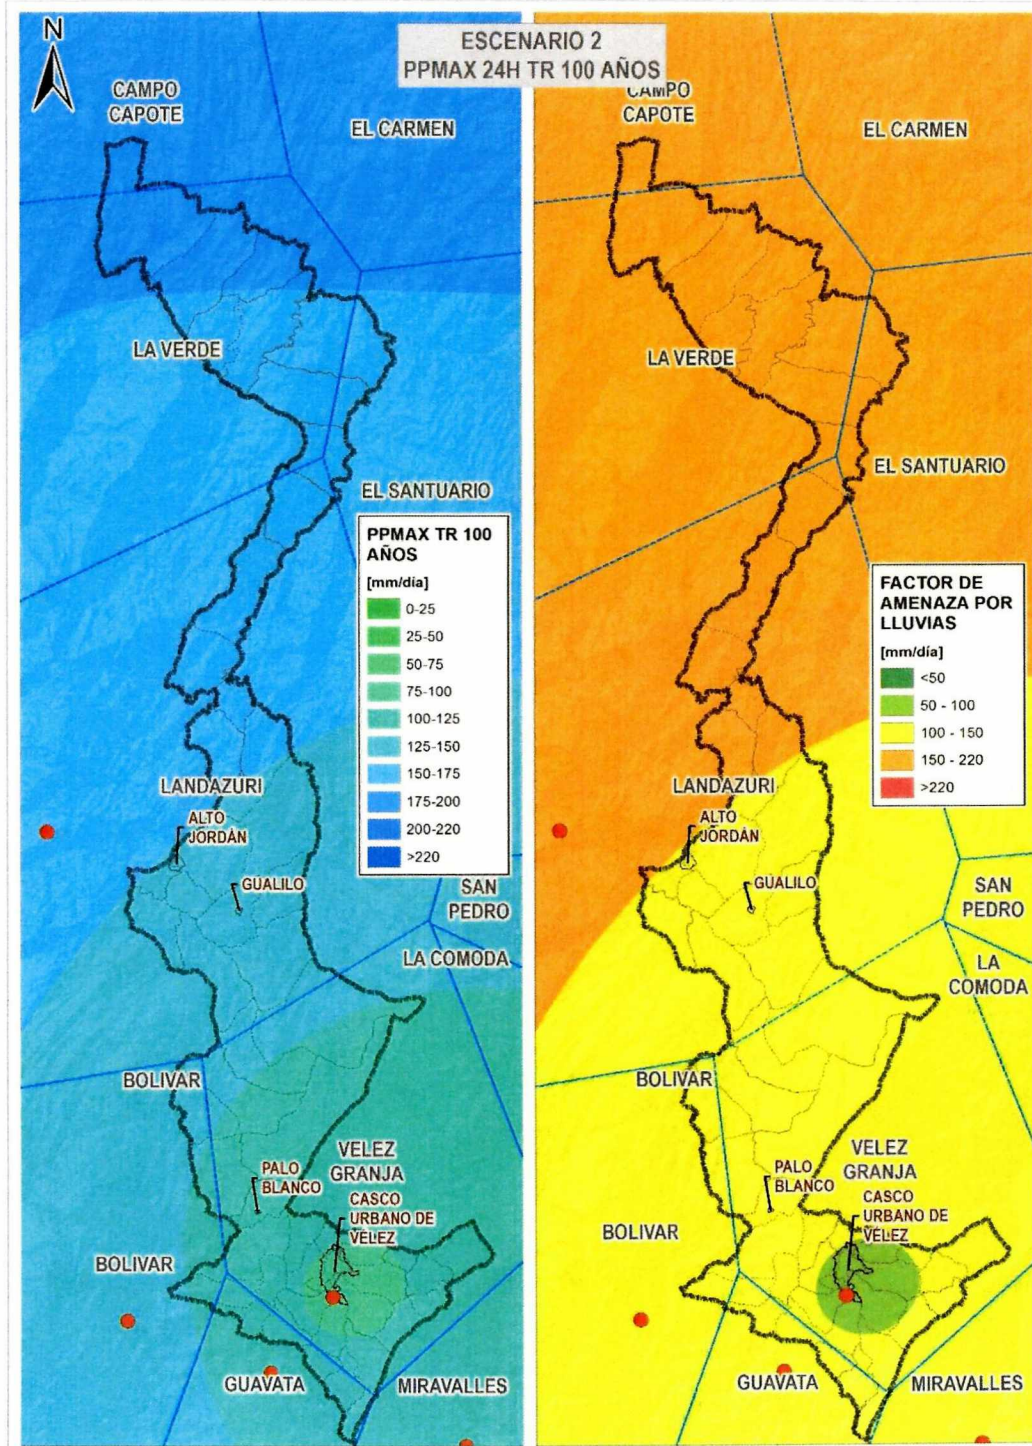 ESCENARIO 2
PPMAX 24H TR 100 AÑOS
N
CAMPO
CAPOTE
EL CARMEN
LA VERDE
EL SANTUARIO
PPMAX TR 100
AÑOS
[mm/día]
0-25
25-50
50-75
75-100
100-125
125-150
150-175
175-200
200-220
>220
LANDAZURI
ALTO
JORDÁN
GUALILO
SAN
PEDRO
LA COMODA
BOLIVAR
VELEZ
GRANJA
PALO
BLANCO
CASCO
URBANO DE
VÉLEZ
BOLIVAR
GUAVATA
MIRAVALLES
CAMPO
CAPOTE
EL CARMEN
LA VERDE
EL SANTUARIO
FACTOR DE
AMENAZA POR
LLUVIAS
[mm/día]
<50
50 - 100
100 - 150
150 - 220
>220
LANDAZURI
ALTO
JORDÁN
GUALILO
SAN
PEDRO
LA
COMODA
BOLIVAR
VELEZ
GRANJA
PALO
BLANCO
CASCO
URBANO DE
VÉLEZ
BOLIVAR
GUAVATA
MIRAVALLES